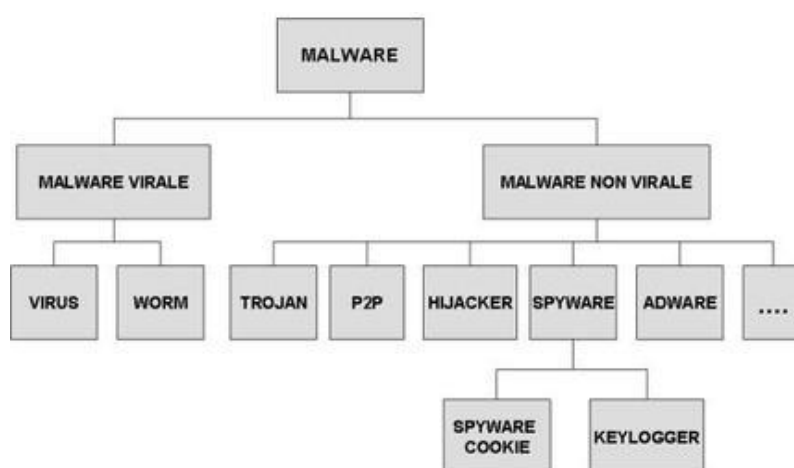 MALWARE
MALWARE VIRALE
MALWARE NON VIRALE
VIRUS
WORM
TROJAN
P2P
HIJACKER
SPYWARE
ADWARE
....
SPYWARE
COOKIE
KEYLOGGER